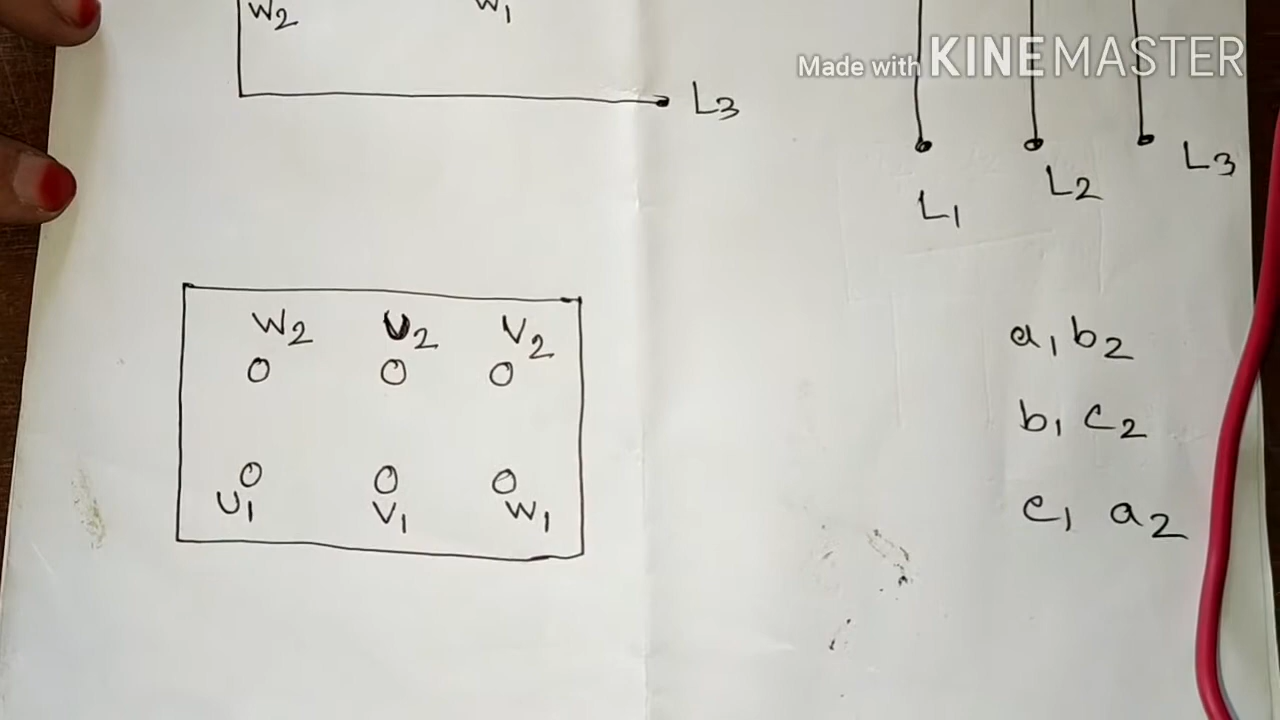 W2 W1
Made with KINEMASTER
L3
L1 L2 L3
W2 U2 V2
U1 V1 W1
a1 b2
b1 c2
c1 a2